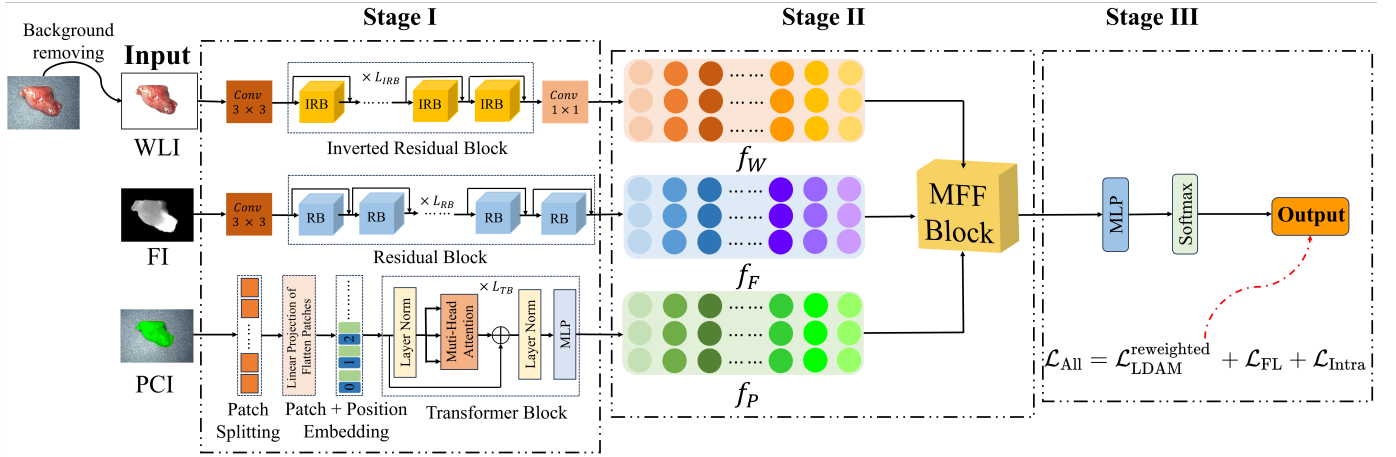 Stage I
Stage II
Stage III
Background
removing
Input
WLI
Conv
3 × 3
× L_IRB
IRB
......
IRB
IRB
Conv
1 × 1
Inverted Residual Block
FI
Conv
3 × 3
RB
RB
× L_RB
......
RB
RB
Residual Block
PCI
Patch
Splitting
Linear Projection of
Flatten Patches
0 1 2 ......
Patch + Position
Embedding
Layer Norm
Muti-Head
Attention
× L_TB
Layer Norm
MLP
Transformer Block
......
......
......
f_W
......
......
......
f_F
......
......
......
f_P
MFF
Block
MLP
Softmax
Output
ℒ_All = ℒ_LDAM^reweighted + ℒ_FL + ℒ_Intra